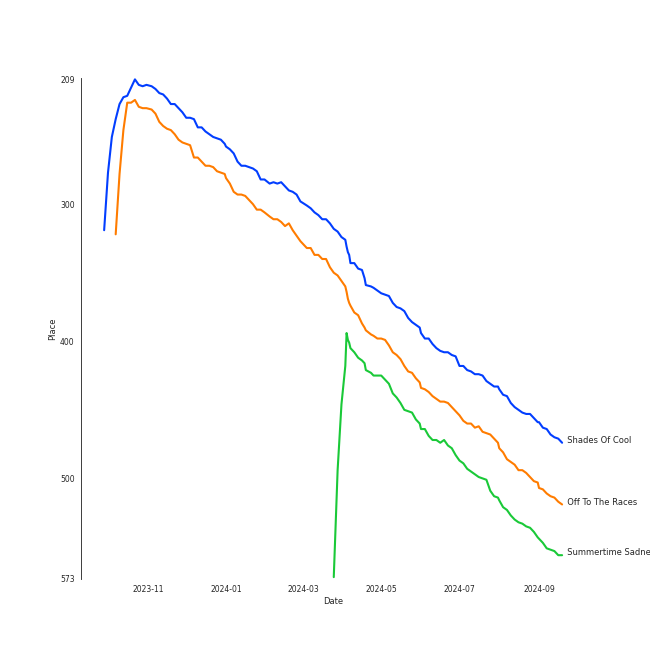 209
300
400
500
573
Place
2023-11
2024-01
2024-03
2024-05
2024-07
2024-09
Date
Shades Of Cool
Off To The Races
Summertime Sadne